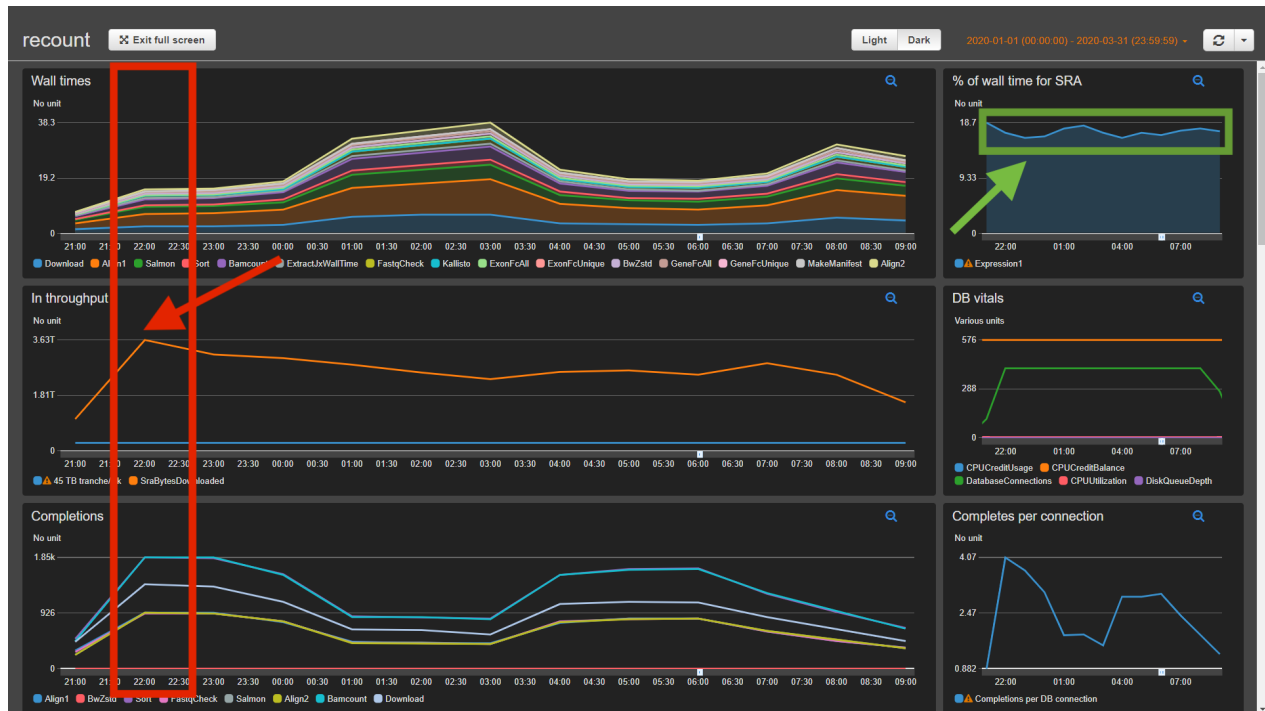 recount
Exit full screen
Light Dark
2020-01-01 (00:00:00) - 2020-03-31 (23:59:59)
Wall times
No unit
38.3
19.2
0
21:00 22:00 22:30 23:00 23:30 00:00 00:30 01:00 01:30 02:00 02:30 03:00 03:30 04:00 04:30 05:00 05:30 06:00 06:30 07:00 07:30 08:00 08:30 09:00
Download Align1 Salmon Sort Bamcount ExtractJxWallTime FastqCheck Kallisto ExonFcAll ExonFcUnique BwZstd GeneFcAll GeneFcUnique MakeManifest Align2
% of wall time for SRA
No unit
18.7
9.33
0
22:00 01:00 04:00 07:00
Expression1
In throughput
No unit
3.63T
1.81T
0
21:00 22:00 22:30 23:00 23:30 00:00 00:30 01:00 01:30 02:00 02:30 03:00 03:30 04:00 04:30 05:00 05:30 06:00 06:30 07:00 07:30 08:00 08:30 09:00
45 TB SraBytesDownloaded
DB vitals
Various units
576
288
0
22:00 01:00 04:00 07:00
CPUCreditUsage CPUCreditBalance
DatabaseConnections CPUUtilization DiskQueueDepth
Completions
No unit
1.85k
926
0
21:00 22:00 22:30 23:00 23:30 00:00 00:30 01:00 01:30 02:00 02:30 03:00 03:30 04:00 04:30 05:00 05:30 06:00 06:30 07:00 07:30 08:00 08:30 09:00
Align1 BwZstd Sort FastqCheck Salmon Align2 Bamcount Download
Completes per connection
No unit
4.07
2.47
0.882
22:00 01:00 04:00 07:00
Completions per DB connection